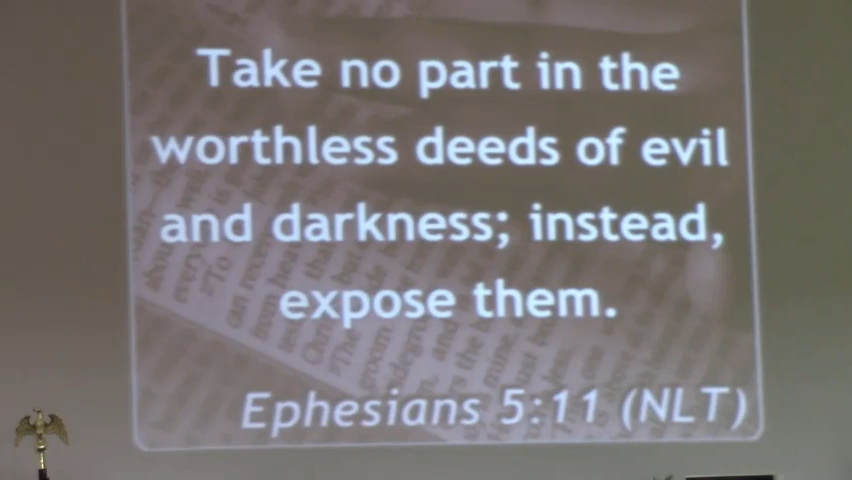 Take no part in the
worthless deeds of evil
and darkness; instead,
expose them.
Ephesians 5:11 (NLT)